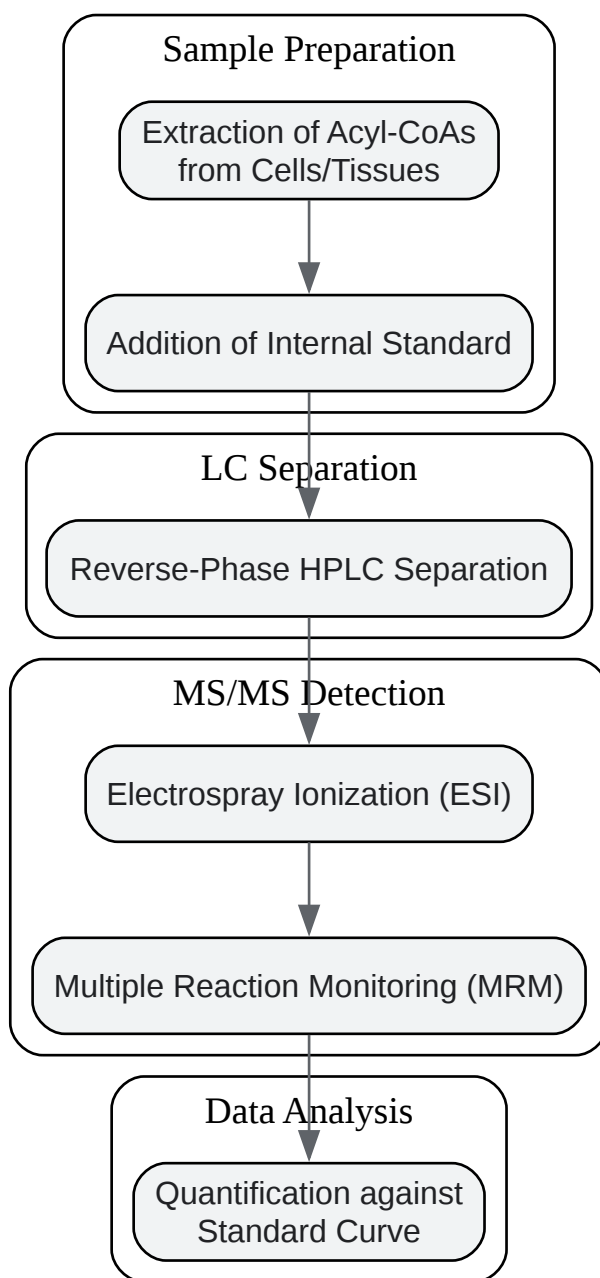 Sample Preparation
Extraction of Acyl-CoAs
from Cells/Tissues
Addition of Internal Standard
LC Separation
Reverse-Phase HPLC Separation
MS/MS Detection
Electrospray Ionization (ESI)
Multiple Reaction Monitoring (MRM)
Data Analysis
Quantification against
Standard Curve